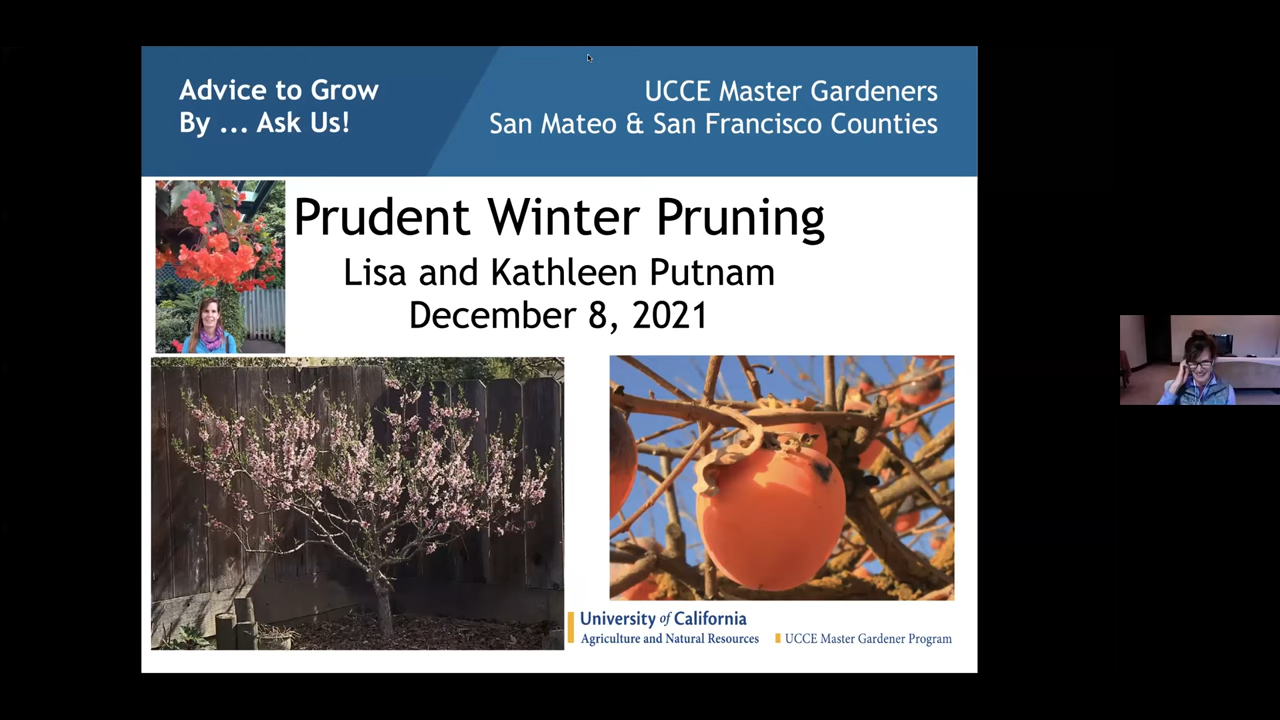 Advice to Grow
By ... Ask Us!
UCCE Master Gardeners
San Mateo & San Francisco Counties
Prudent Winter Pruning
Lisa and Kathleen Putnam
December 8, 2021
University of California
Agriculture and Natural Resources
UCCE Master Gardener Program